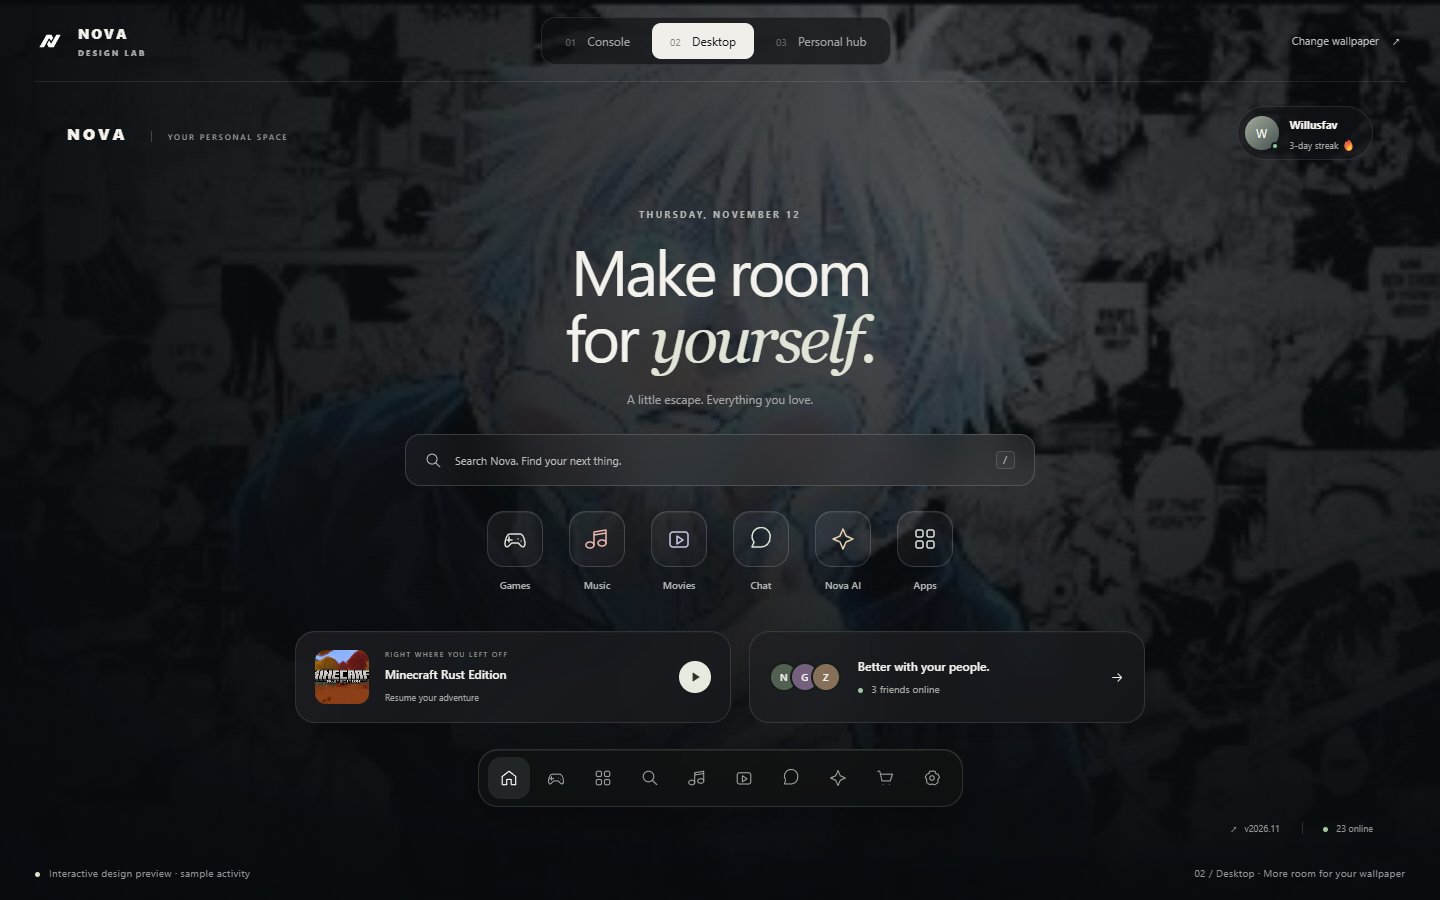 NOVA
DESIGN LAB
01 Console
02 Desktop
03 Personal hub
Change wallpaper ↗
NOVA
YOUR PERSONAL SPACE
W
Willusfav
3-day streak 🔥
THURSDAY, NOVEMBER 12
Make room
for yourself.
A little escape. Everything you love.
Search Nova. Find your next thing.
/
Games
Music
Movies
Chat
Nova AI
Apps
RIGHT WHERE YOU LEFT OFF
Minecraft Rust Edition
Resume your adventure
N G Z
Better with your people.
3 friends online
↗ v2026.11
23 online
Interactive design preview · sample activity
02 / Desktop · More room for your wallpaper